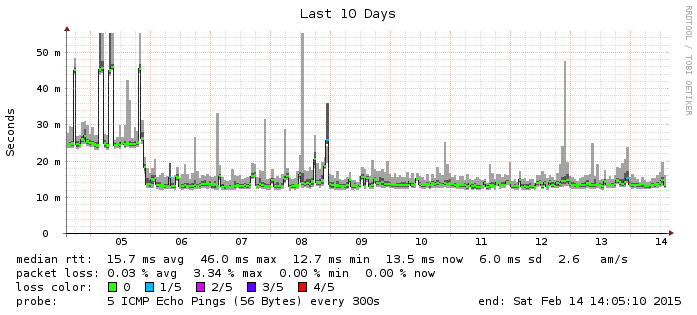 Last 10 Days
RRDTOOL / TOBI OETIKER
Seconds
50 m
40 m
30 m
20 m
10 m
0
05 06 07 08 09 10 11 12 13 14
median rtt: 15.7 ms avg 46.0 ms max 12.7 ms min 13.5 ms now 6.0 ms sd 2.6 am/s
packet loss: 0.03 % avg 3.34 % max 0.00 % min 0.00 % now
loss color: 0 1/5 2/5 3/5 4/5
probe: 5 ICMP Echo Pings (56 Bytes) every 300s end: Sat Feb 14 14:05:10 2015